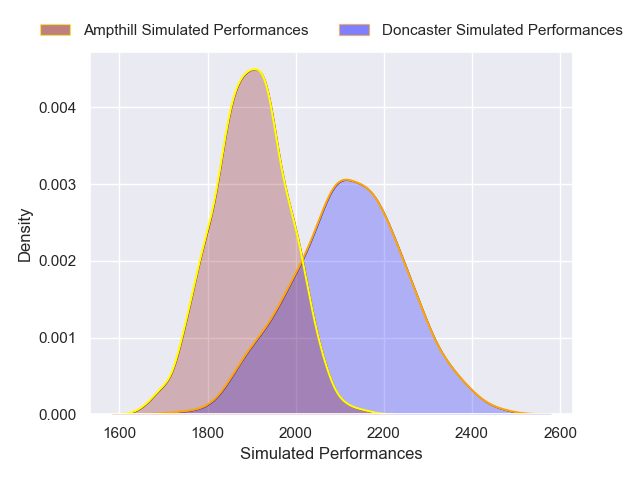 Ampthill Simulated Performances Doncaster Simulated Performances
0.004
0.003
0.002
0.001
0.000
Density
1600 1800 2000 2200 2400 2600
Simulated Performances